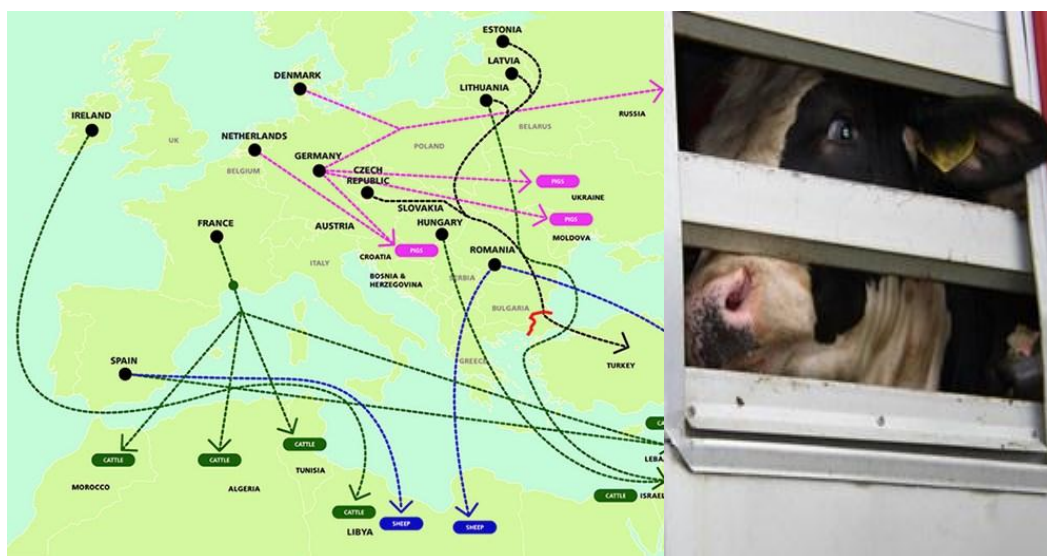 ESTONIA
LATVIA
DENMARK
LITHUANIA
RUSSIA
IRELAND
BELARUS
NETHERLANDS
UK
POLAND
GERMANY
BELGIUM
CZECH
REPUBLIC
PIGS
UKRAINE
SLOVAKIA
PIGS
FRANCE
AUSTRIA
HUNGARY
MOLDOVA
CROATIA
PIGS
ROMANIA
ITALY
BOSNIA &
HERZEGOVINA
SERBIA
BULGARIA
SPAIN
GREECE
TURKEY
CATTLE
CATTLE
CATTLE
LEBA
TUNISIA
MOROCCO
ALGERIA
CATTLE
ISRAEL
CATTLE
LIBYA
SHEEP
SHEEP